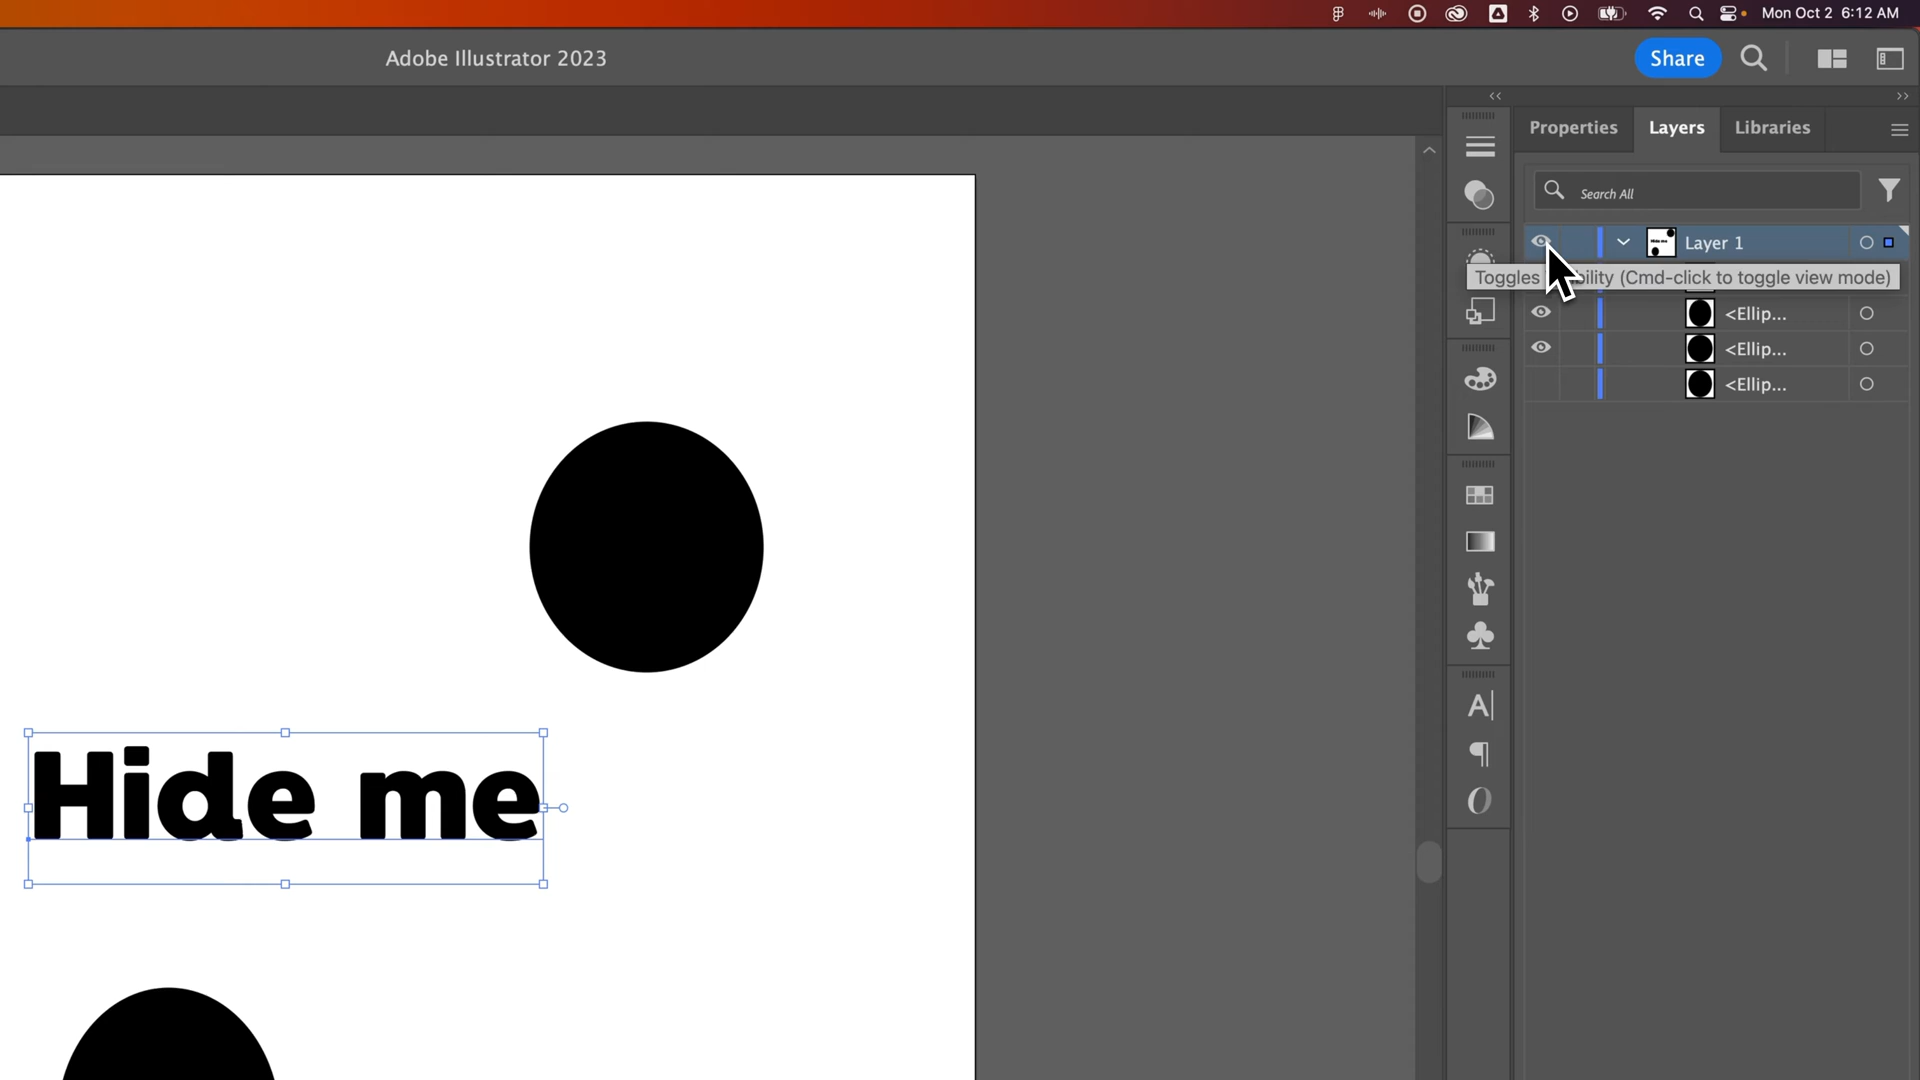 Mon Oct 2 6:12 AM
Adobe Illustrator 2023
Share
Properties
Layers
Libraries
Search All
Layer 1
Toggles bility (Cmd-click to toggle view mode)
<Ellip...
<Ellip...
<Ellip...
Hide me